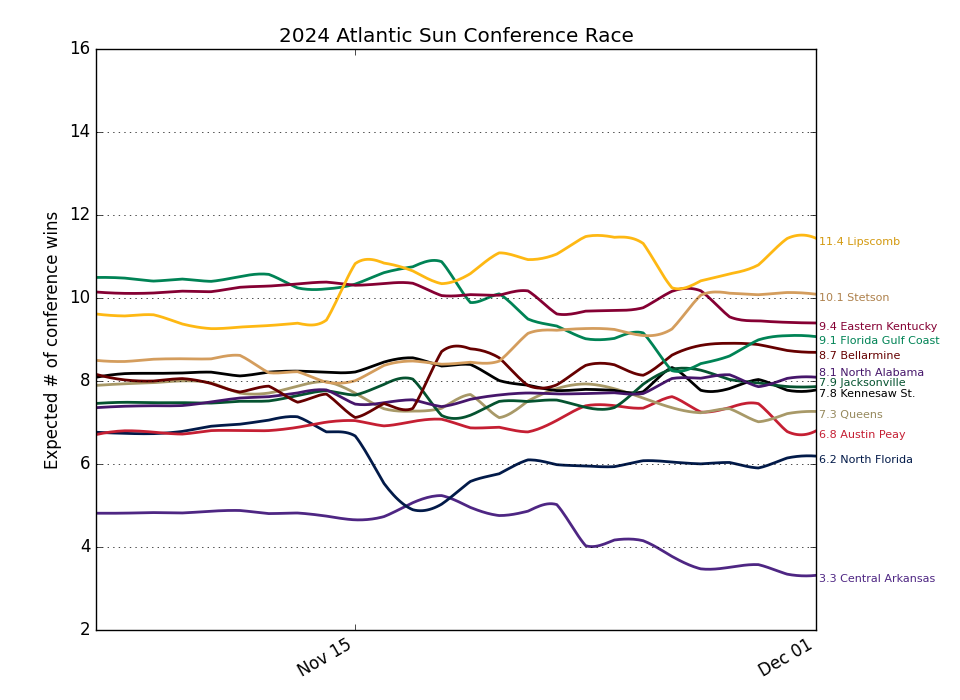 2024 Atlantic Sun Conference Race
Expected # of conference wins
16
14
12
10
8
6
4
2
Nov 15
Dec 01
11.4 Lipscomb
10.1 Stetson
9.4 Eastern Kentucky
9.1 Florida Gulf Coast
8.7 Bellarmine
8.1 North Alabama
7.9 Jacksonville
7.8 Kennesaw St.
7.3 Queens
6.8 Austin Peay
6.2 North Florida
3.3 Central Arkansas